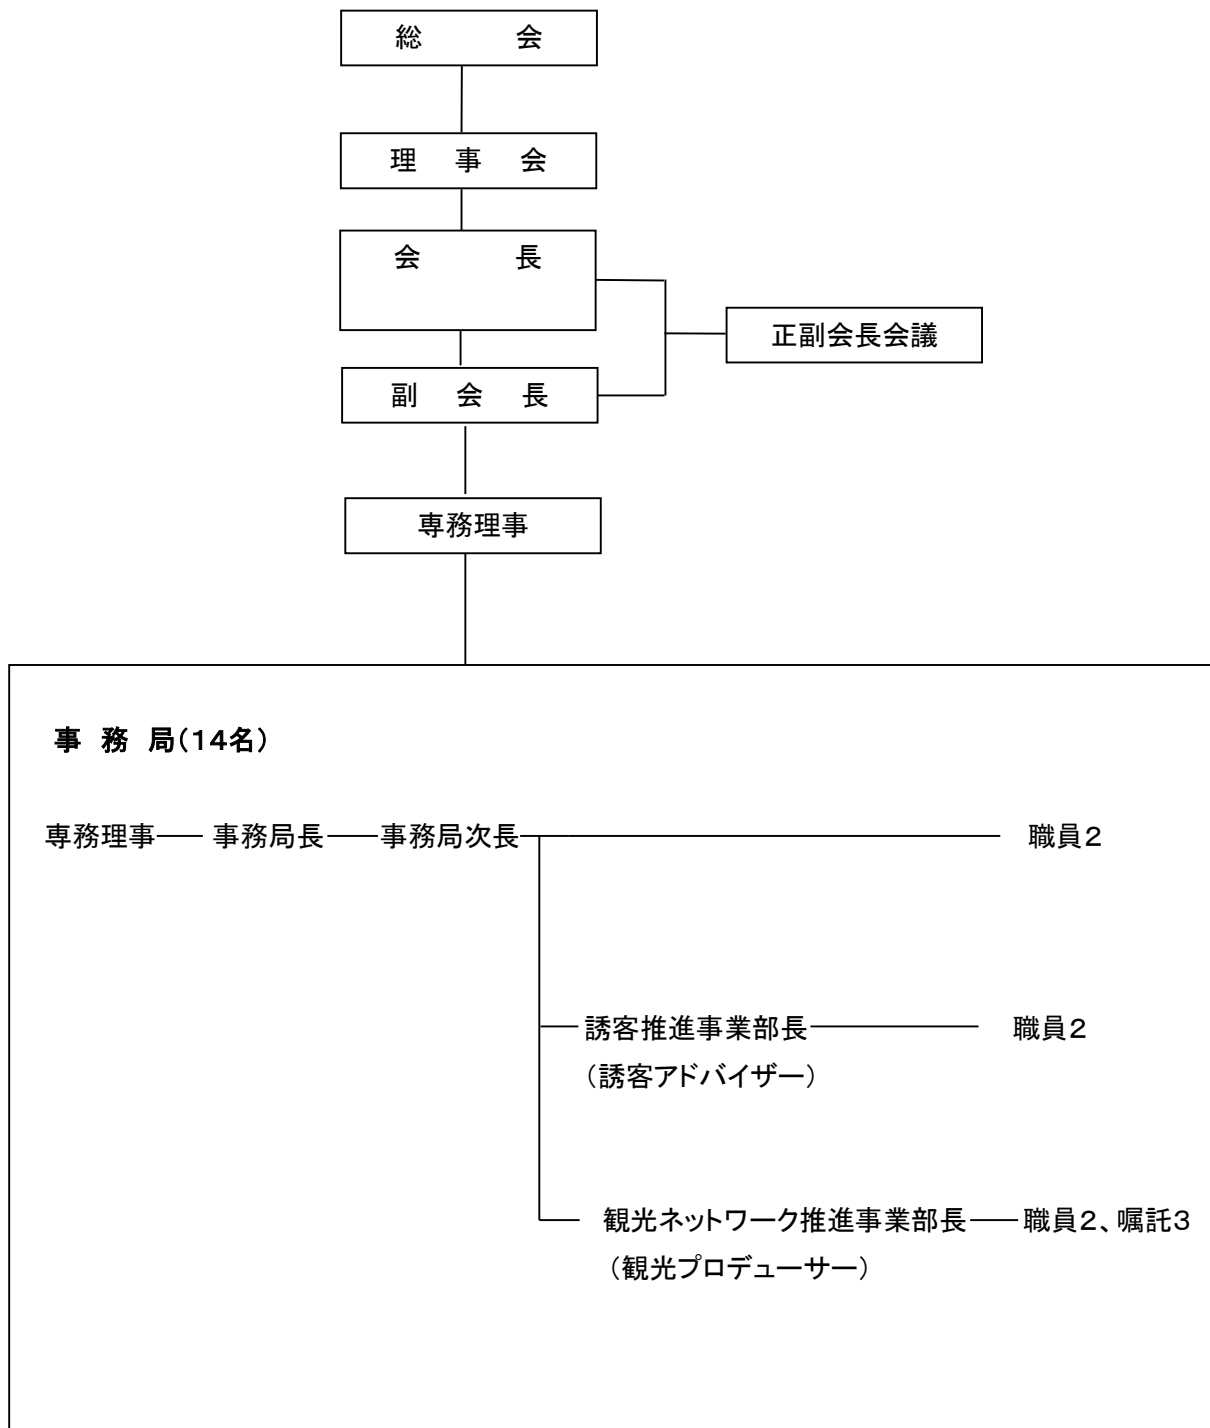 総会
理事会
会長
正副会長会議
副会長
専務理事
事務局(14名)
専務理事 事務局長 事務局次長 職員2
誘客推進事業部長 職員2
(誘客アドバイザー)
観光ネットワーク推進事業部長 職員2、嘱託3
(観光プロデューサー)